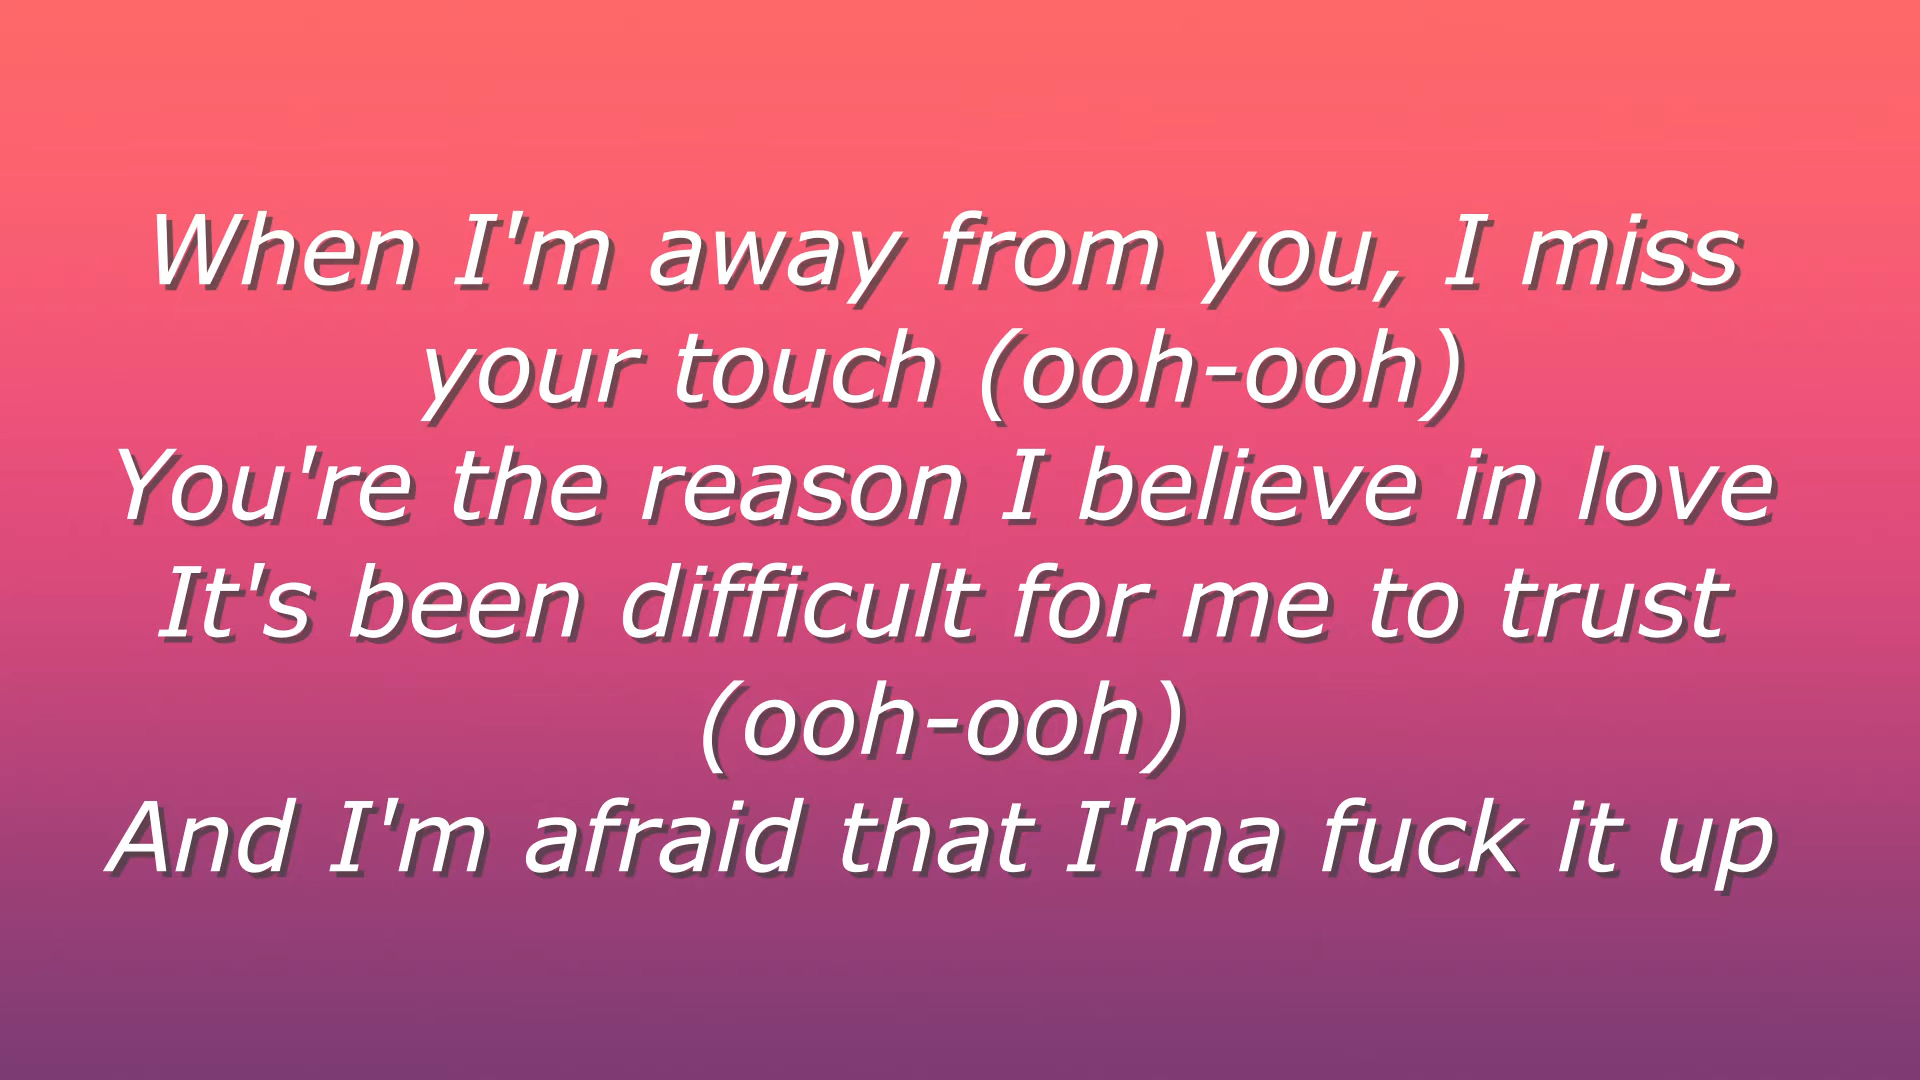 When I'm away from you, I miss
your touch (ooh-ooh)
You're the reason I believe in love
It's been difficult for me to trust
(ooh-ooh)
And I'm afraid that I'ma fuck it up